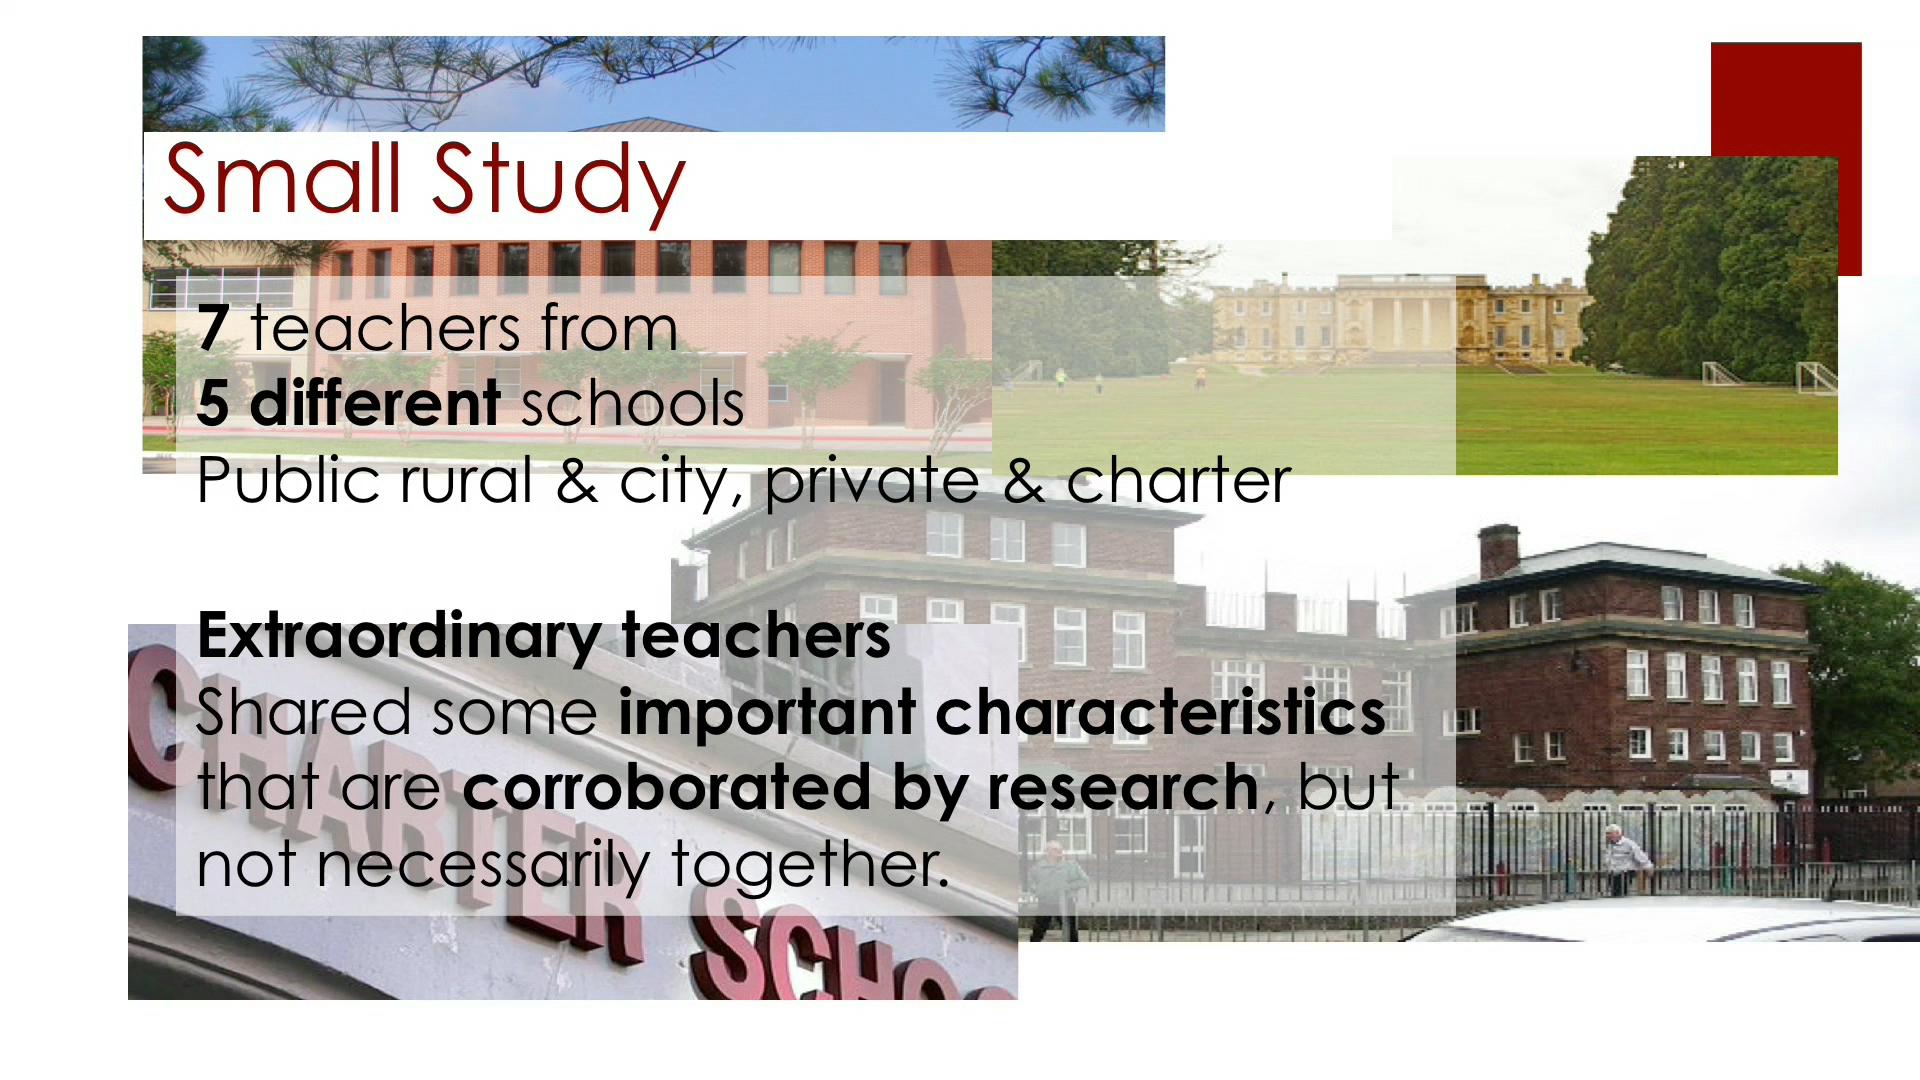 Small Study
7 teachers from
5 different schools
Public rural & city, private & charter
Extraordinary teachers
Shared some important characteristics
that are corroborated by research, but
not necessarily together.
CHARTER SCHOO